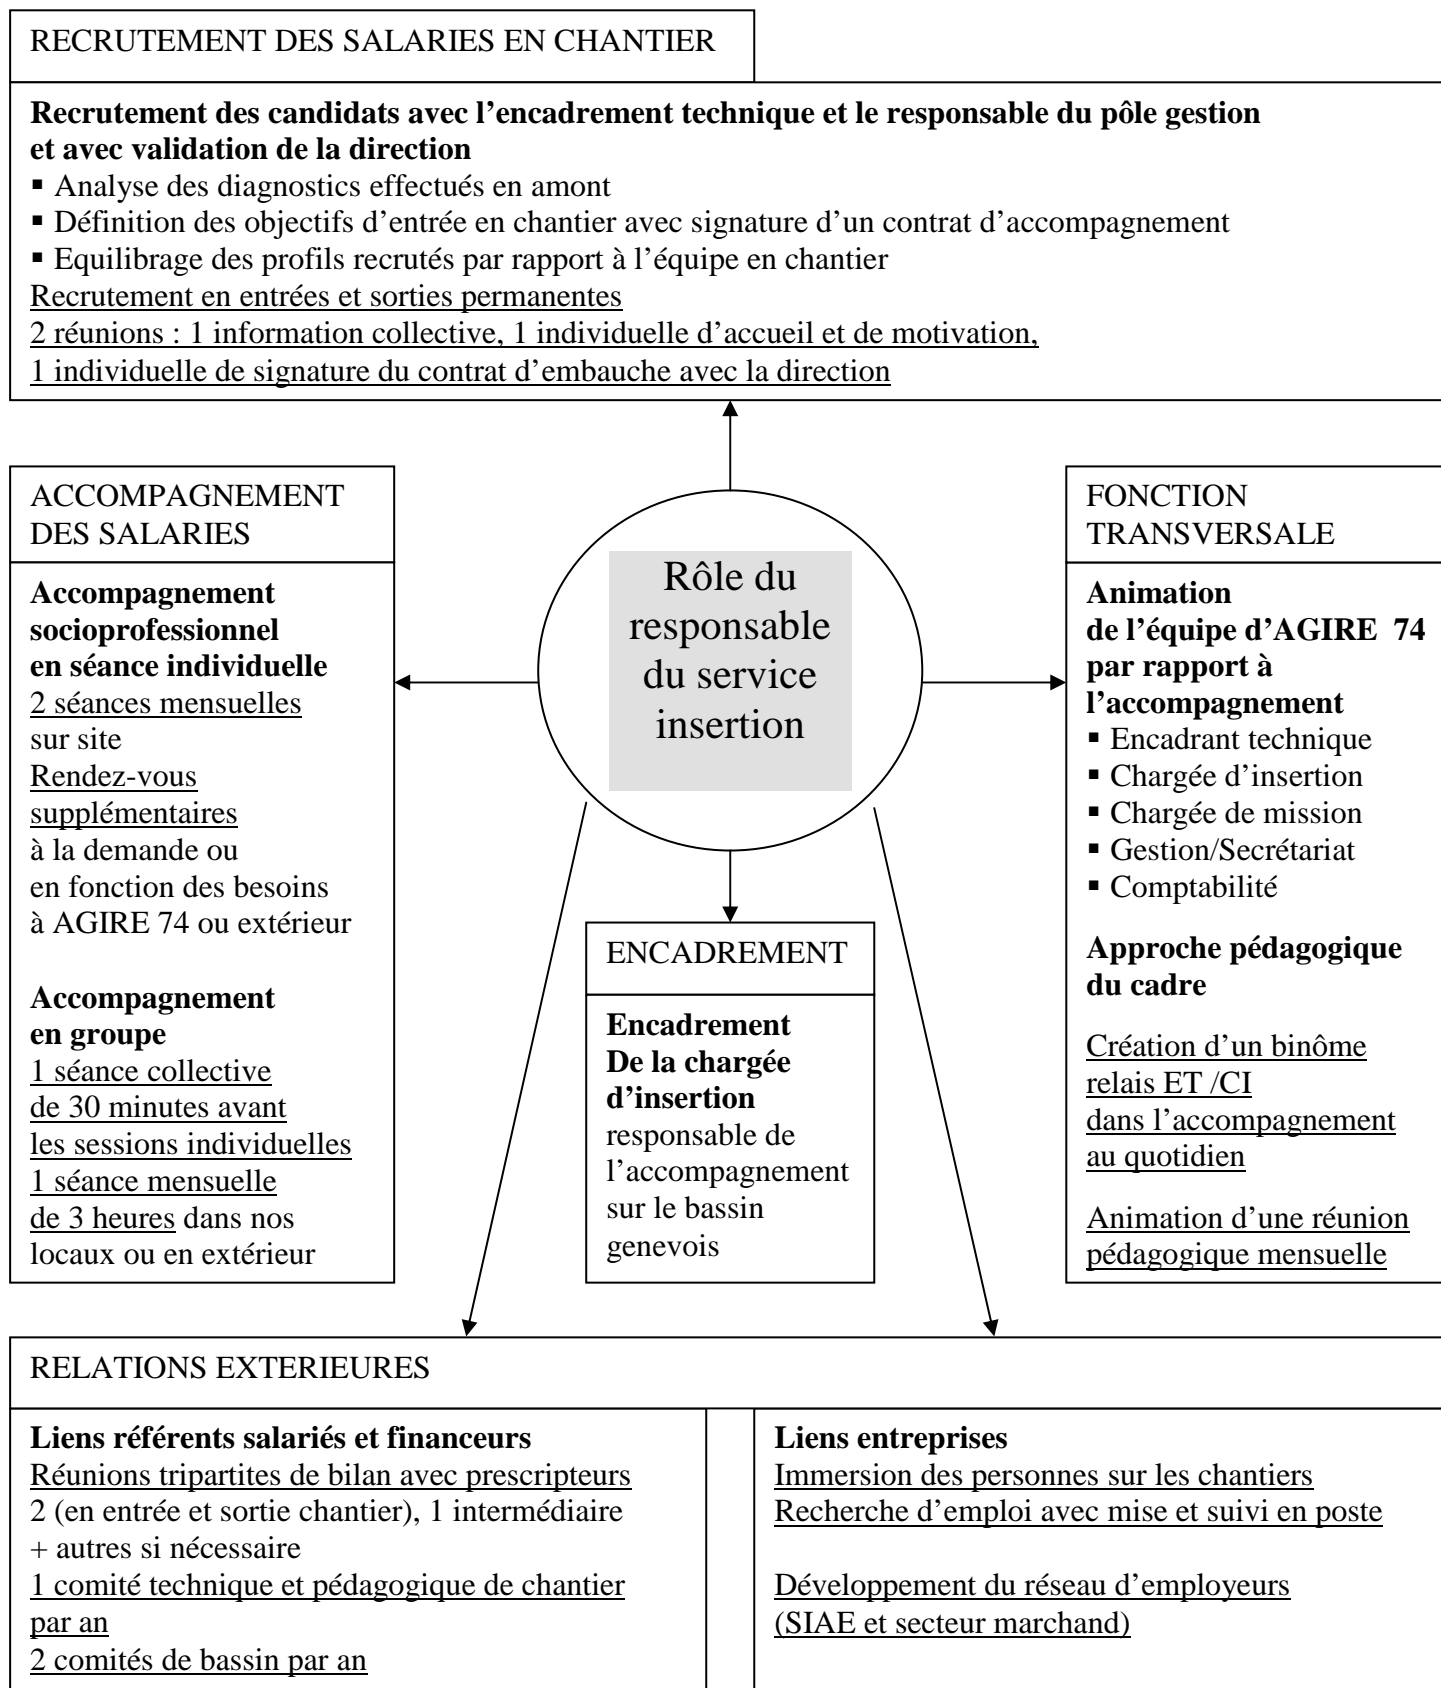 RECRUTEMENT DES SALARIES EN CHANTIER
Recrutement des candidats avec l'encadrement technique et le responsable du pôle gestion
et avec validation de la direction
▪ Analyse des diagnostics effectués en amont
▪ Définition des objectifs d'entrée en chantier avec signature d'un contrat d'accompagnement
▪ Equilibrage des profils recrutés par rapport à l'équipe en chantier
Recrutement en entrées et sorties permanentes
2 réunions : 1 information collective, 1 individuelle d'accueil et de motivation,
1 individuelle de signature du contrat d'embauche avec la direction
ACCOMPAGNEMENT
DES SALARIES
Accompagnement
socioprofessionnel
en séance individuelle
2 séances mensuelles
sur site
Rendez-vous
supplémentaires
à la demande ou
en fonction des besoins
à AGIRE 74 ou extérieur
Accompagnement
en groupe
1 séance collective
de 30 minutes avant
les sessions individuelles
1 séance mensuelle
de 3 heures dans nos
locaux ou en extérieur
Rôle du
responsable
du service
insertion
ENCADREMENT
Encadrement
De la chargée
d'insertion
responsable de
l'accompagnement
sur le bassin
genevois
FONCTION
TRANSVERSALE
Animation
de l'équipe d'AGIRE 74
par rapport à
l'accompagnement
▪ Encadrant technique
▪ Chargée d'insertion
▪ Chargée de mission
▪ Gestion/Secrétariat
▪ Comptabilité
Approche pédagogique
du cadre
Création d'un binôme
relais ET /CI
dans l'accompagnement
au quotidien
Animation d'une réunion
pédagogique mensuelle
RELATIONS EXTERIEURES
Liens référents salariés et financeurs
Réunions tripartites de bilan avec prescripteurs
2 (en entrée et sortie chantier), 1 intermédiaire
+ autres si nécessaire
1 comité technique et pédagogique de chantier
par an
2 comités de bassin par an
Liens entreprises
Immersion des personnes sur les chantiers
Recherche d'emploi avec mise et suivi en poste
Développement du réseau d'employeurs
(SIAE et secteur marchand)